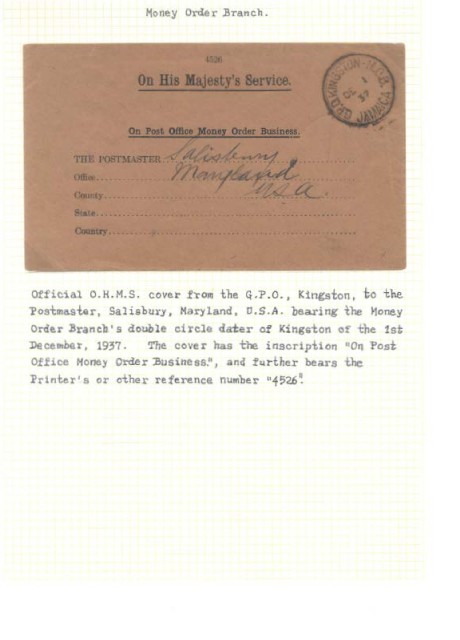 Money Order Branch.
4526
On His Majesty's Service.
G.P.O. KINGSTON-M.O.B. JAMAICA
1
37
On Post Office Money Order Business.
THE POSTMASTER Salisbury,
Office Maryland
County U.S.A.
State
Country
Official O.H.M.S. cover from the G.P.O., Kingston, to the
Postmaster, Salisbury, Maryland, U.S.A. bearing the Money
Order Branch's double circle dater of Kingston of the 1st
December, 1937. The cover has the inscription "On Post
Office Money Order Business", and further bears the
Printer's or other reference number "4526".